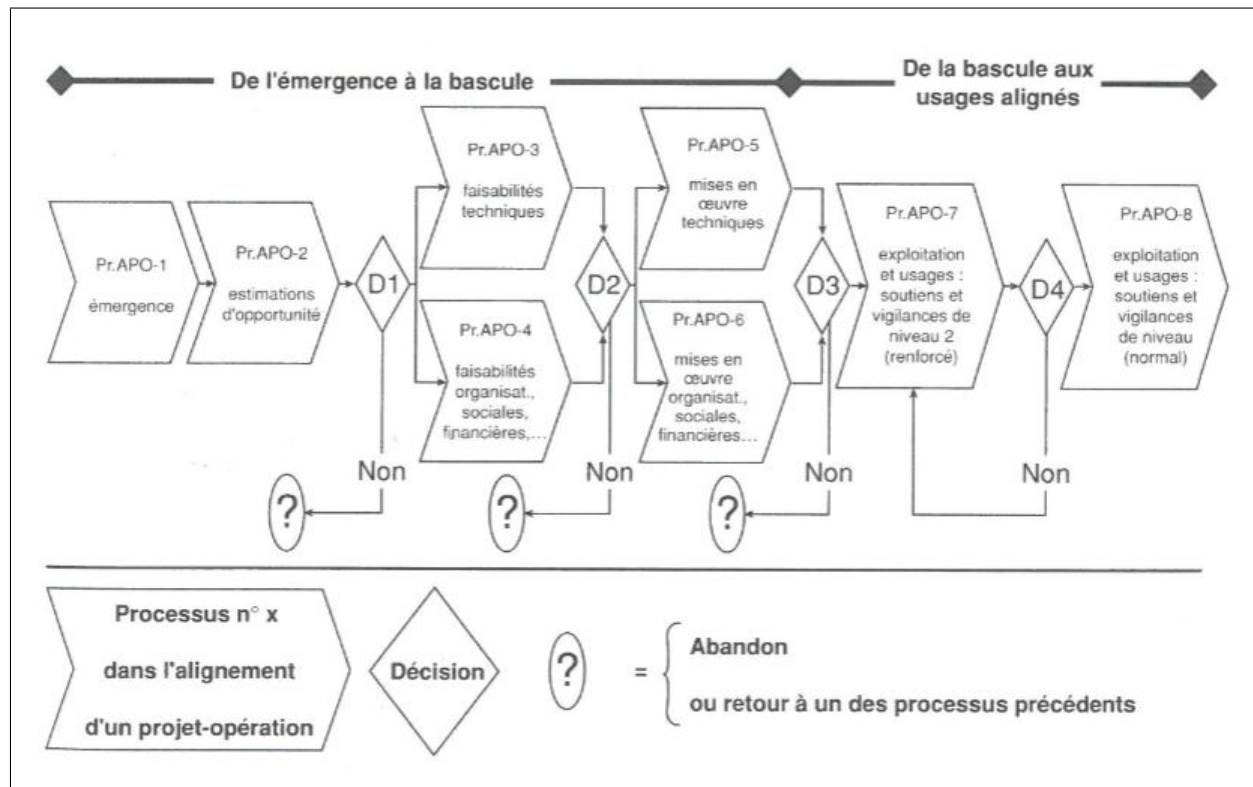 De l'émergence à la bascule
De la bascule aux
usages alignés
Pr.APO-1
émergence
Pr.APO-2
estimations
d'opportunité
D1
Non
?
Pr.APO-3
faisabilités
techniques
Pr.APO-4
faisabilités
organisat.,
sociales,
financières,...
D2
Non
?
Pr.APO-5
mises en
œuvre
techniques
Pr.APO-6
mises en
œuvre
organisat.,
sociales,
financières...
D3
Non
?
Pr.APO-7
exploitation
et usages :
soutiens et
vigilances de
niveau 2
(renforcé)
D4
Non
Pr.APO-8
exploitation
et usages :
soutiens et
vigilances
de niveau
(normal)
Processus n° x
dans l'alignement
d'un projet-opération
Décision
?
=
Abandon
ou retour à un des processus précédents